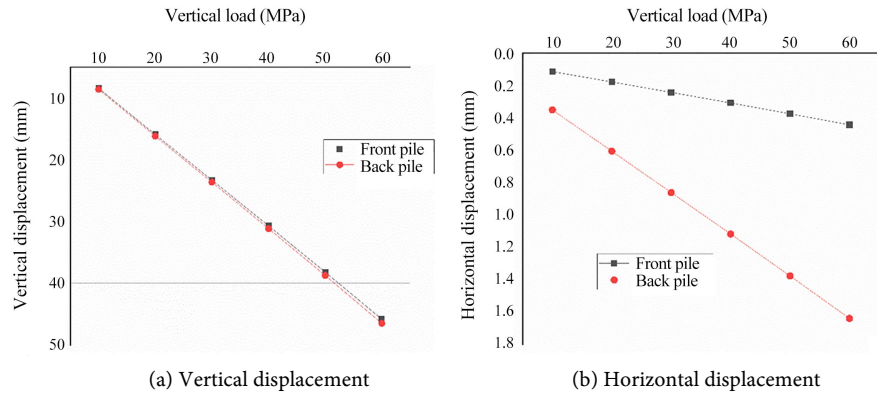 Vertical load (MPa)
10 20 30 40 50 60
Vertical displacement (mm)
10
20
30
40
50
Front pile
Back pile
(a) Vertical displacement
Vertical load (MPa)
10 20 30 40 50 60
Horizontal displacement (mm)
0.0
0.2
0.4
0.6
0.8
1.0
1.2
1.4
1.6
1.8
Front pile
Back pile
(b) Horizontal displacement